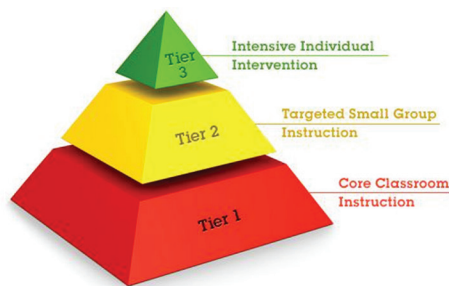 Tier
3
Intensive Individual
Intervention
Tier 2
Targeted Small Group
Instruction
Tier 1
Core Classroom
Instruction